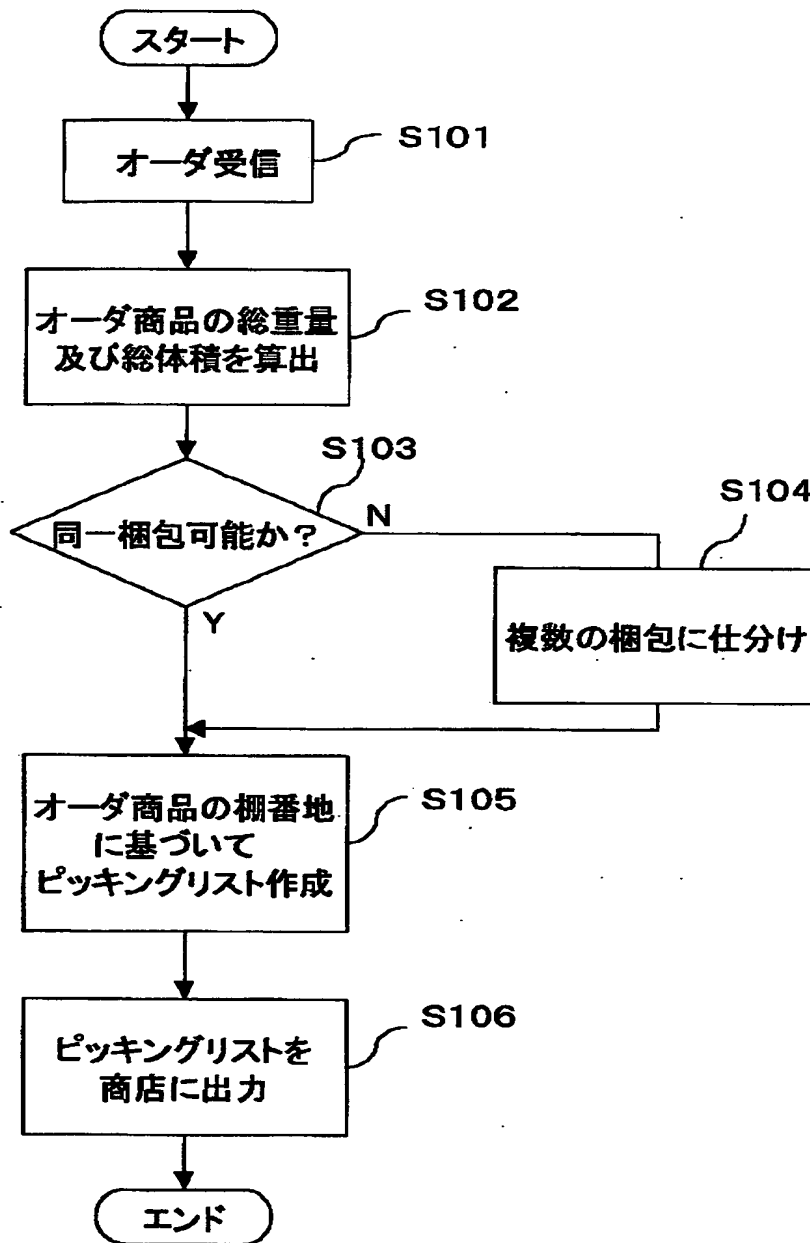 スタート
オーダ受信
S101
オーダ商品の総重量
及び総体積を算出
S102
同一梱包可能か?
S103
N
Y
複数の梱包に仕分け
S104
オーダ商品の棚番地
に基づいて
ピッキングリスト作成
S105
ピッキングリストを
商店に出力
S106
エンド